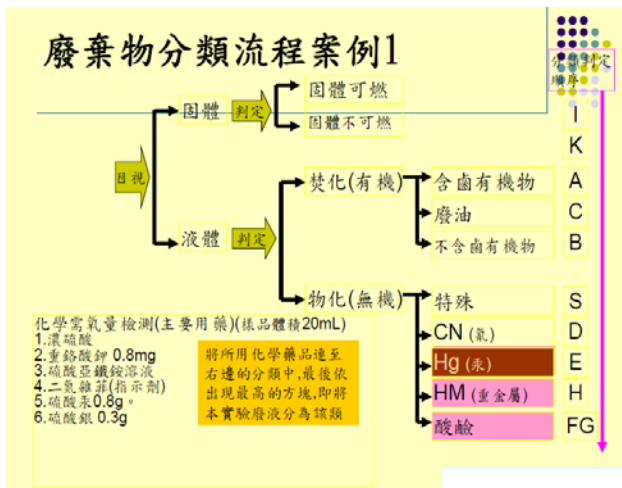 廢棄物分類流程案例1
分類判定
順序
固體
判定
固體可燃
固體不可燃
I
K
目視
液體
判定
焚化(有機)
含鹵有機物
A
廢油
C
不含鹵有機物
B
物化(無機)
特殊
S
CN (氰)
D
Hg (汞)
E
HM (重金屬)
H
酸鹼
FG
化學需氧量檢測(主要用藥)(樣品體積20mL)
1.濃硫酸
2.重鉻酸鉀 0.8mg
3.硫酸亞鐵銨溶液
4.二氮雜菲(指示劑)
5.硫酸汞0.8g。
6.硫酸銀 0.3g
將所用化學藥品連至
右邊的分類中,最後依
出現最高的方塊,即將
本實驗廢液分為該類